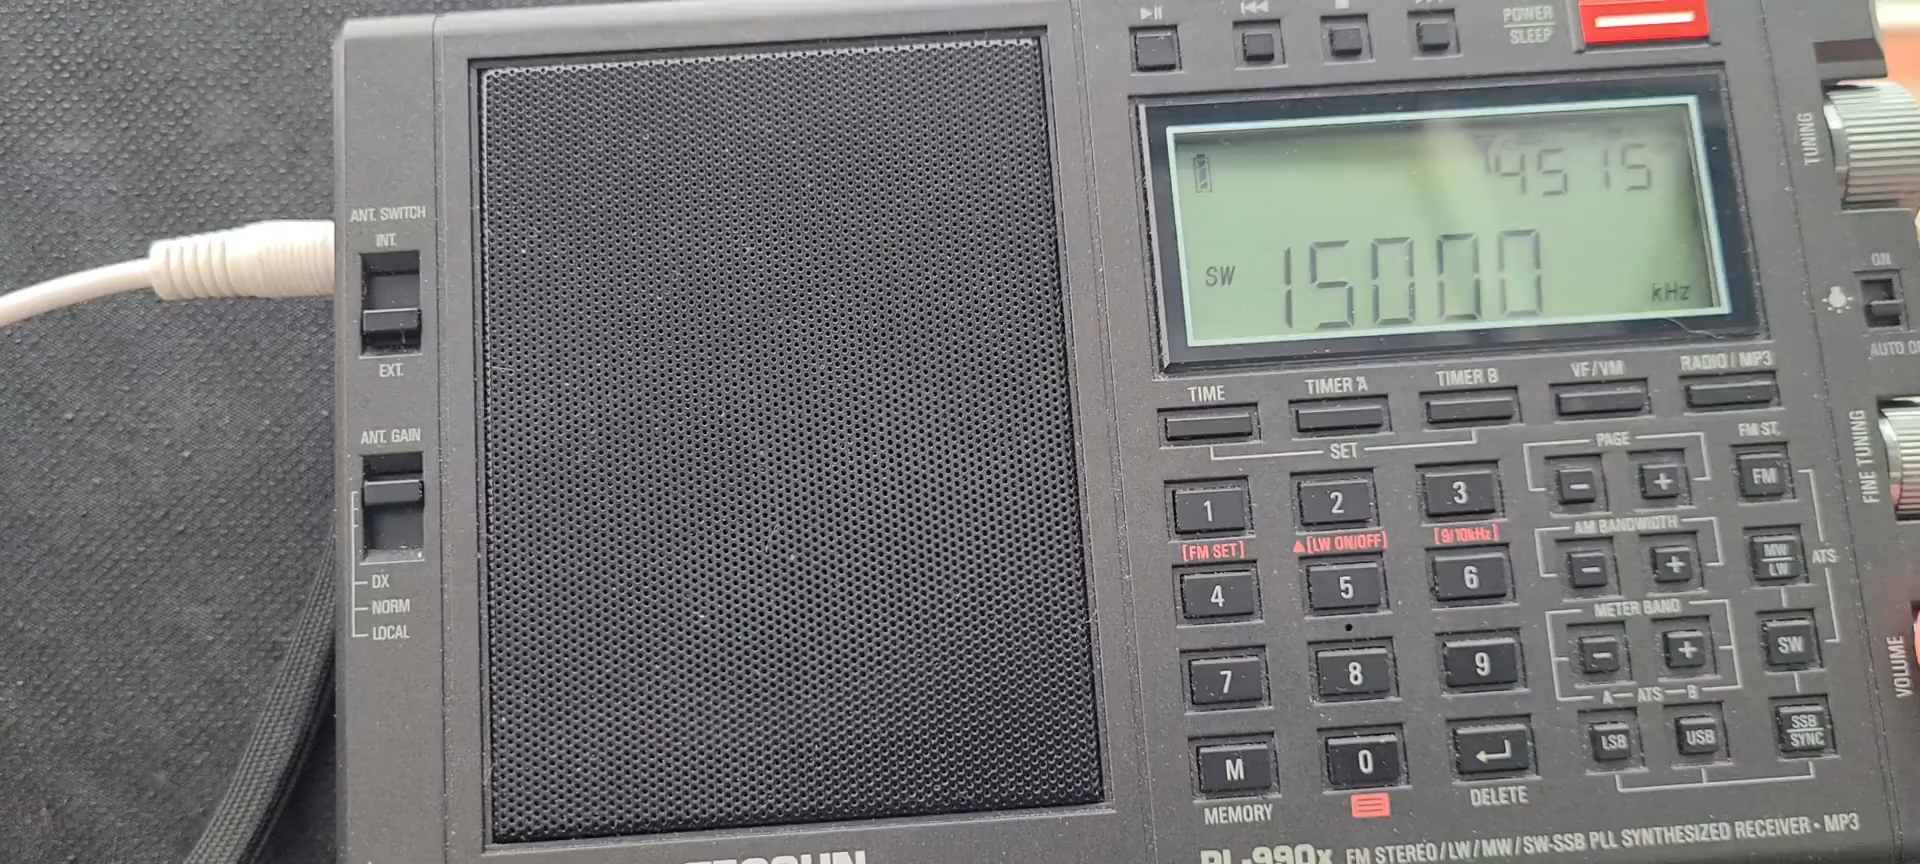 POWER
SLEEP
ANT. SWITCH
INT.
EXT.
ANT. GAIN
DX
NORM
LOCAL
4515
SW 15000 kHz
TUNING
ON
TIME TIMER A TIMER B VF/VM RADIO / MP3
SET
PAGE
FM ST.
FINE TUNING
1 2 3 - + FM
[FM SET] [LW ON/OFF] [9/10kHz]
AM BANDWIDTH
4 5 6 - + MW
LW
ATS
METER BAND
7 8 9 - + SW
A ATS B
VOLUME
M 0 LSB USB SSB
SYNC
MEMORY DELETE
PL-990x FM STEREO/LW/MW/SW-SSB PLL SYNTHESIZED RECEIVER • MP3